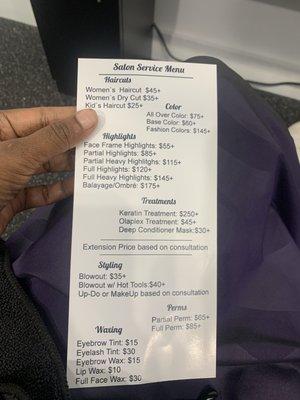 Salon Service Menu
Haircuts
Women's Haircut $45+
Women's Dry Cut $35+
Kid's Haircut $25+
Color
All Over Color: $75+
Base Color: $60+
Fashion Colors: $145+
Highlights
Face Frame Highlights: $55+
Partial Highlights: $85+
Partial Heavy Highlights: $115+
Full Highlights: $120+
Full Heavy Highlights: $145+
Balayage/Ombré: $175+
Treatments
Keratin Treatment: $250+
Olaplex Treatment: $45+
Deep Conditioner Mask:$30+
Extension Price based on consultation
Styling
Blowout: $35+
Blowout w/ Hot Tools:$40+
Up-Do or MakeUp based on consultation
Perms
Partial Perm: $65+
Full Perm: $85+
Waxing
Eyebrow Tint: $15
Eyelash Tint: $30
Eyebrow Wax: $15
Lip Wax: $10
Full Face Wax: $30